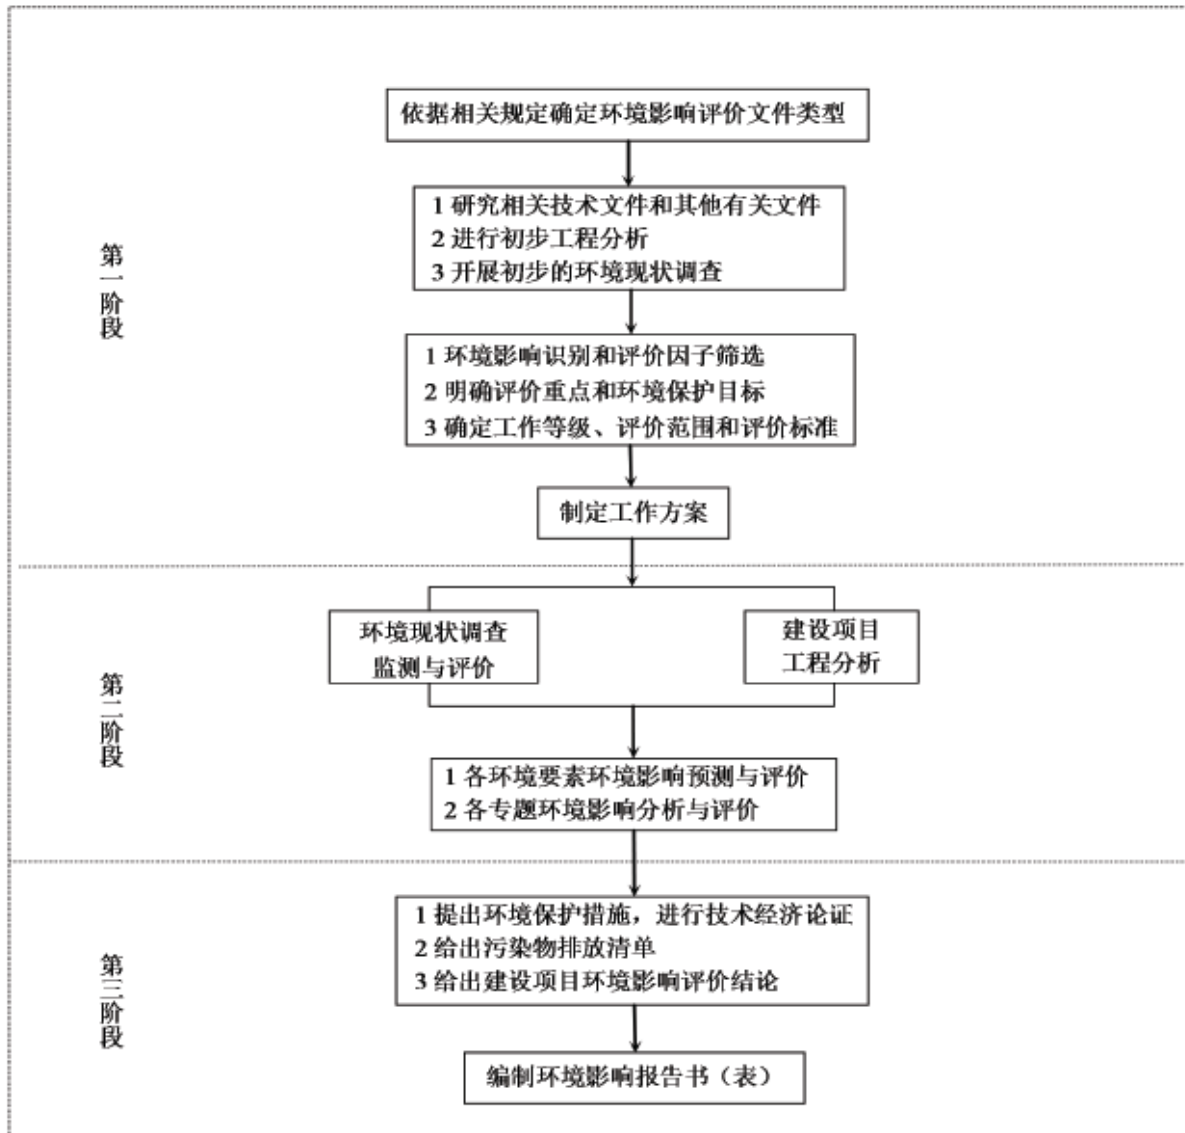 依据相关规定确定环境影响评价文件类型
1 研究相关技术文件和其他有关文件
2 进行初步工程分析
3 开展初步的环境现状调查
第一阶段
1 环境影响识别和评价因子筛选
2 明确评价重点和环境保护目标
3 确定工作等级、评价范围和评价标准
制定工作方案
环境现状调查
监测与评价
建设项目
工程分析
第二阶段
1 各环境要素环境影响预测与评价
2 各专题环境影响分析与评价
1 提出环境保护措施，进行技术经济论证
2 给出污染物排放清单
3 给出建设项目环境影响评价结论
第三阶段
编制环境影响报告书（表）